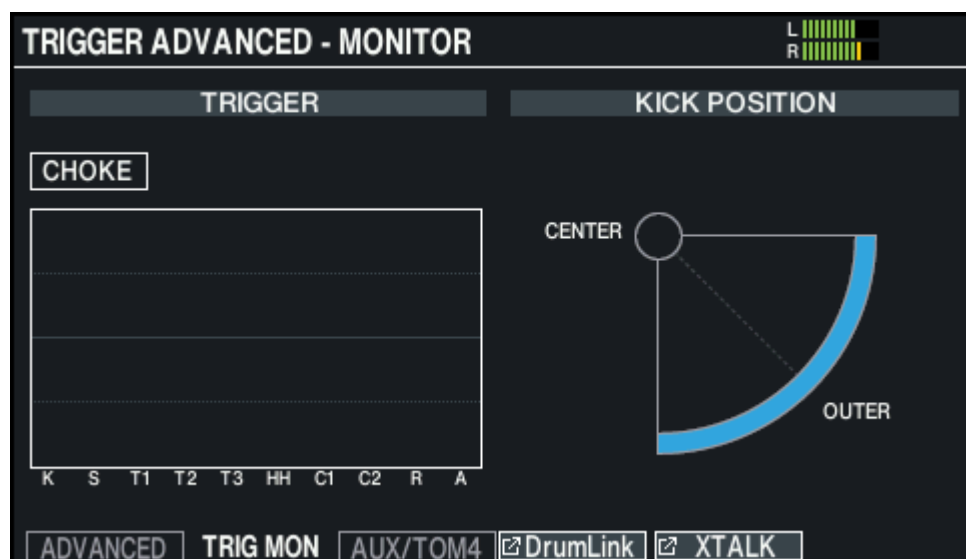 TRIGGER ADVANCED - MONITOR
L
R
TRIGGER
KICK POSITION
CHOKE
CENTER
OUTER
K S T1 T2 T3 HH C1 C2 R A
ADVANCED TRIG MON AUX/TOM4 DrumLink XTALK